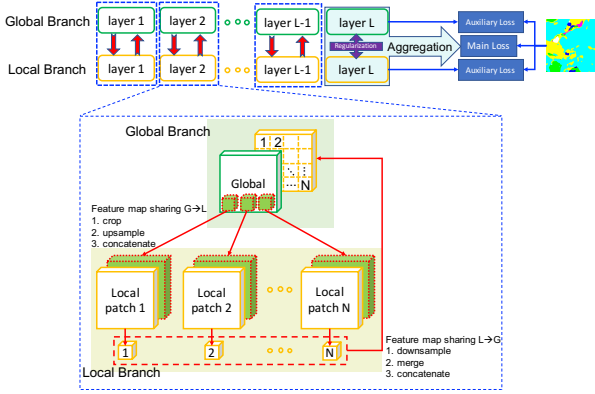 Global Branch
layer 1
layer 2
layer L-1
layer L
Auxiliary Loss
Regularization
Aggregation
Main Loss
Local Branch
layer 1
layer 2
layer L-1
layer L
Auxiliary Loss
Global Branch
1 2
N
Global
Feature map sharing G→L
1. crop
2. upsample
3. concatenate
Local
patch 1
Local
patch 2
Local
patch N
1
2
N
Local Branch
Feature map sharing L→G
1. downsample
2. merge
3. concatenate